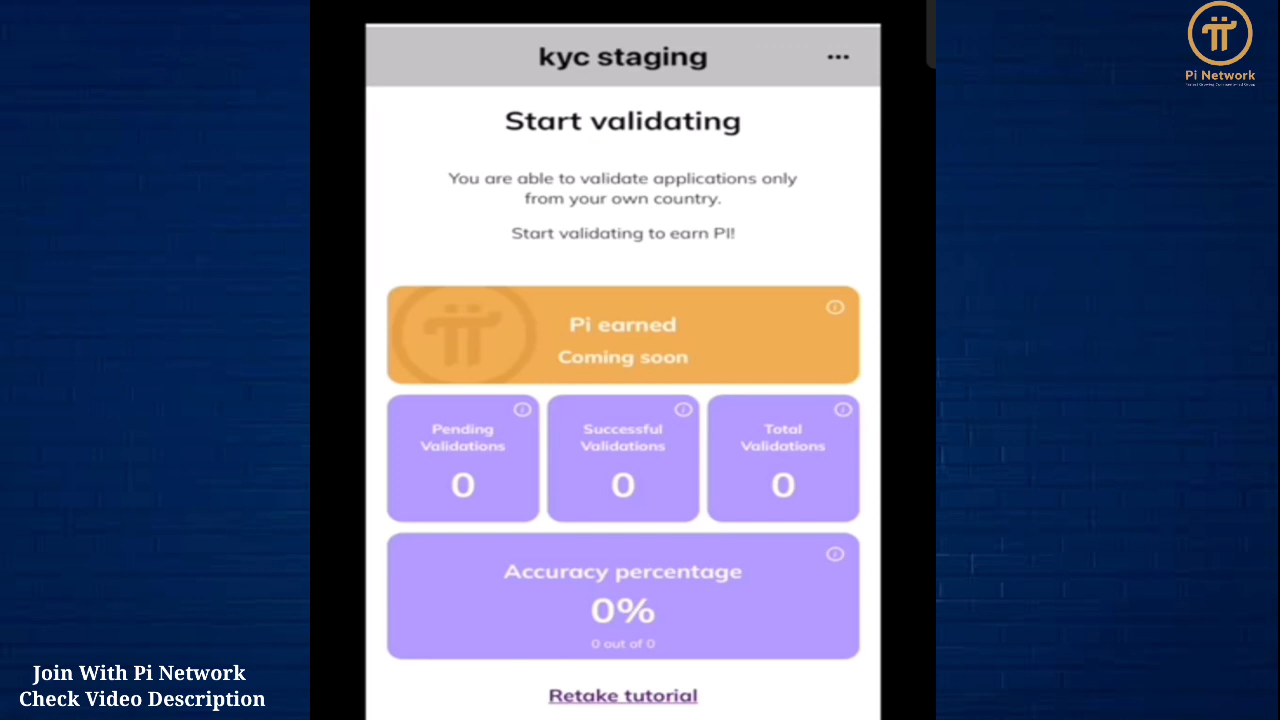 kyc staging
Start validating
You are able to validate applications only
from your own country.
Start validating to earn PI!
Pi earned
Coming soon
Pending
Validations
0
Successful
Validations
0
Total
Validations
0
Accuracy percentage
0%
0 out of 0
Retake tutorial
Pi Network
Join With Pi Network
Check Video Description